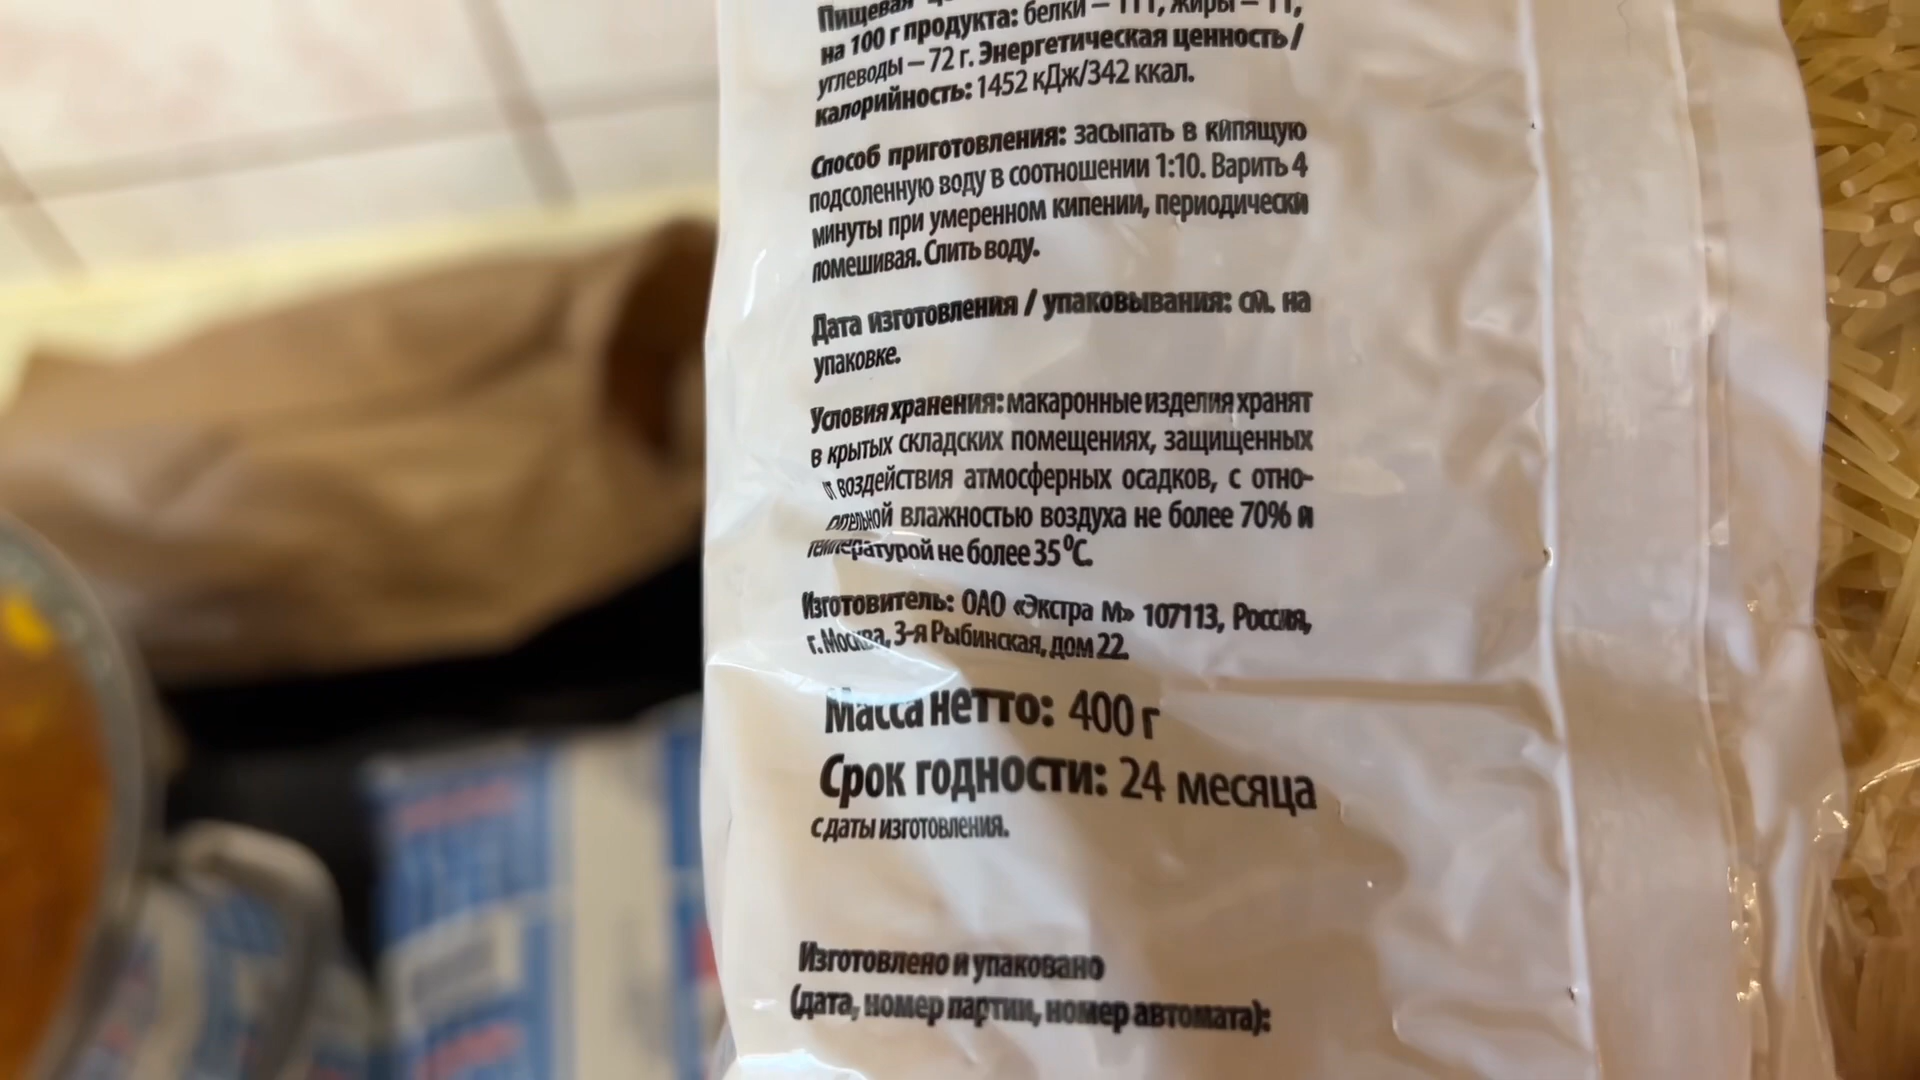 Пищевая
на 100 г продукта: белки – 11 г, жиры – 1 г,
углеводы – 72 г. Энергетическая ценность /
калорийность: 1452 кДж/342 ккал.
Способ приготовления: засыпать в кипящую
подсоленную воду в соотношении 1:10. Варить 4
минуты при умеренном кипении, периодически
помешивая. Слить воду.
Дата изготовления / упаковывания: см. на
упаковке.
Условия хранения: макаронные изделия хранят
в крытых складских помещениях, защищенных
от воздействия атмосферных осадков, с отно-
сительной влажностью воздуха не более 70% и
температурой не более 35 °С.
Изготовитель: ОАО «Экстра М» 107113, Россия,
г. Москва, 3-я Рыбинская, дом 22.
Масса нетто: 400 г
Срок годности: 24 месяца
с даты изготовления.
Изготовлено и упаковано
(дата, номер партии, номер автомата):